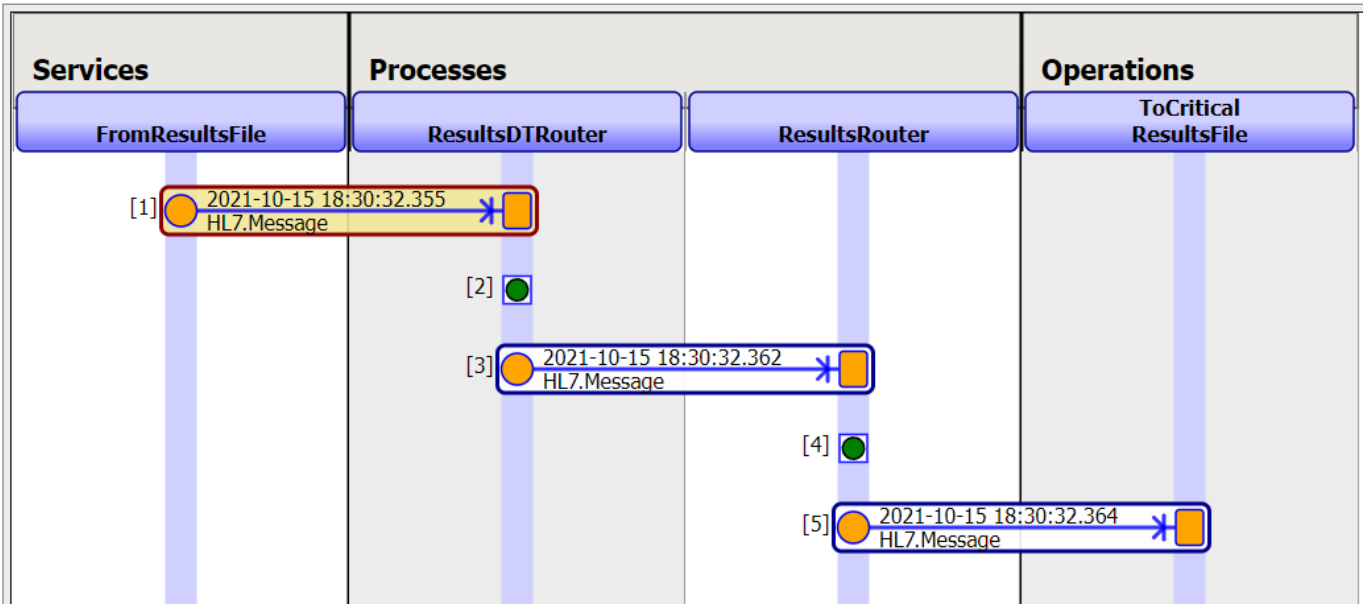 Services
Processes
Operations
FromResultsFile
ResultsDTRouter
ResultsRouter
ToCritical
ResultsFile
[1]
2021-10-15 18:30:32.355
HL7.Message
[2]
[3]
2021-10-15 18:30:32.362
HL7.Message
[4]
[5]
2021-10-15 18:30:32.364
HL7.Message